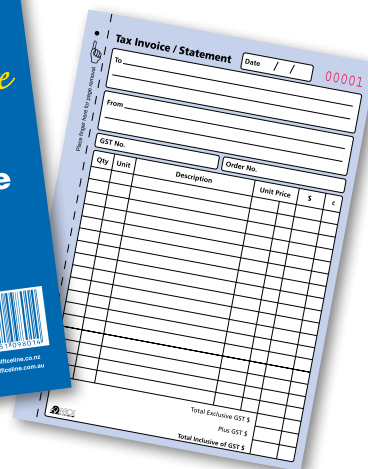 e
e
51098014
fficeline.co.nz
fficeline.com.au
Tax Invoice / Statement
Date / /
00001
To
From
Place finger here for page removal
GST No.
Order No.
Qty Unit Description Unit Price $ ¢
Total Exclusive GST $
Plus GST $
Total Inclusive of GST $